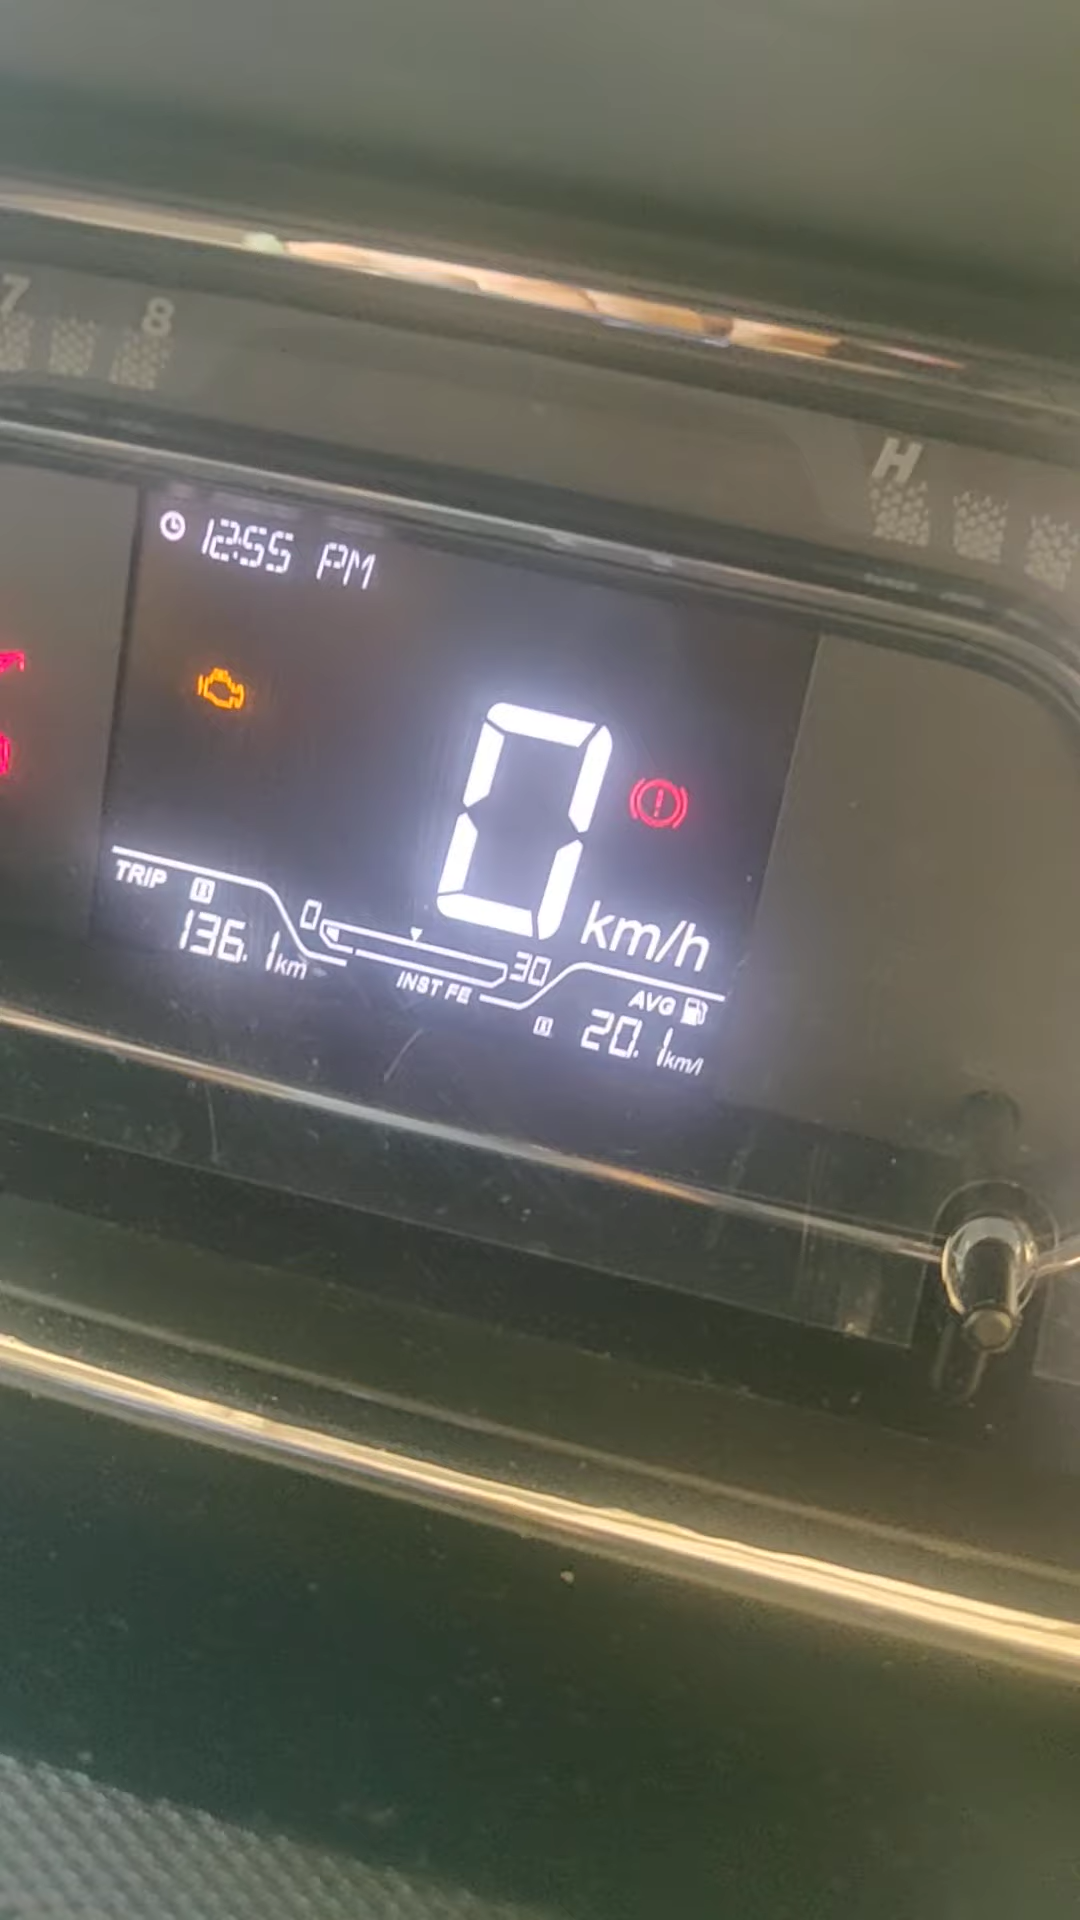 7 8
H
12:55 PM
0
km/h
TRIP B
136.1km
0 30
INST FE
AVG
B 20.1km/l